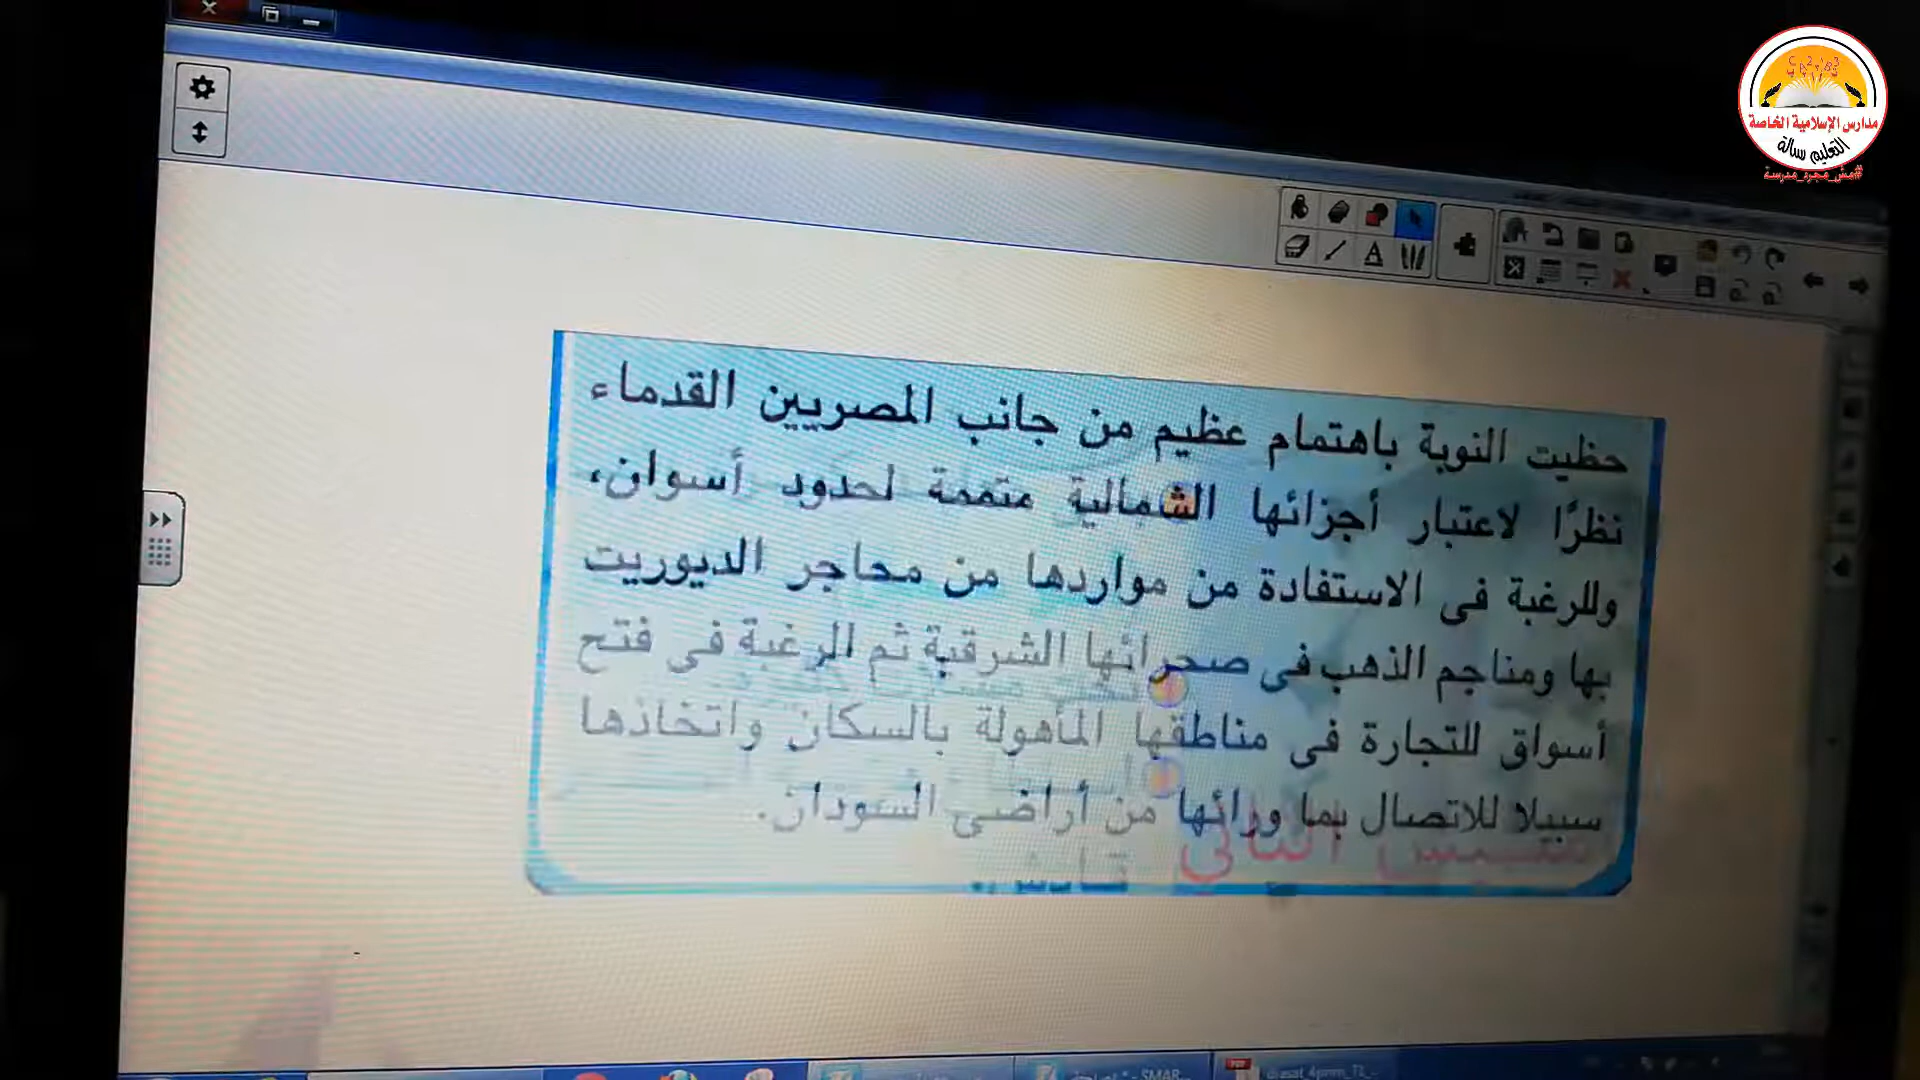 مدارس الإسلامية الخاصة
التعليم رسالة
#مش_مجرد_مدرسة
حظيت النوبة باهتمام عظيم من جانب المصريين القدماء
نظرًا لاعتبار أجزائها الشمالية متممة لحدود أسوان،
وللرغبة فى الاستفادة من مواردها من محاجر الديوريت
بها ومناجم الذهب فى صحرائها الشرقية ثم الرغبة فى فتح
أسواق للتجارة فى مناطقها المأهولة بالسكان واتخاذها
سبيلا للاتصال بما ورائها من أراضى السودان.
SMAR...